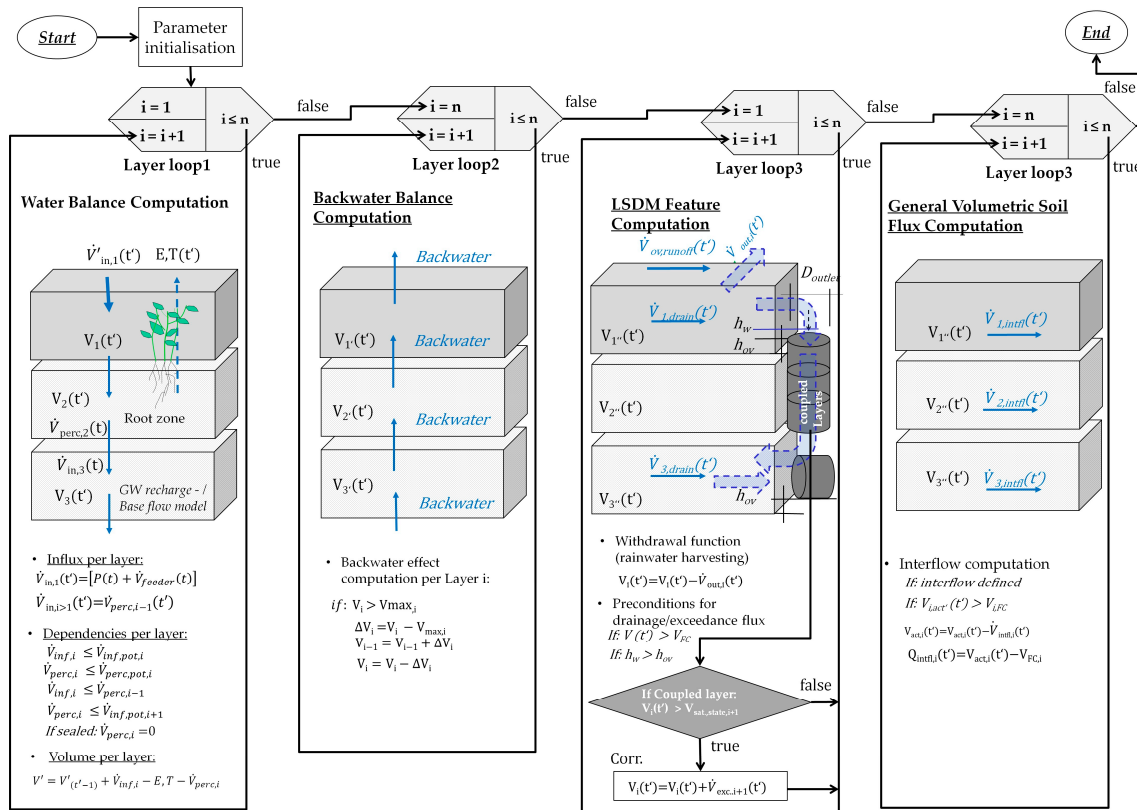 Start
Parameter
initialisation
End
i = 1
i = i+1
i ≤ n
false
true
Layer loop1
i = n
i = i+1
i ≤ n
false
true
Layer loop2
i = 1
i = i+1
i ≤ n
false
true
Layer loop3
i = n
i = i+1
i ≤ n
false
true
Layer loop3
Water Balance Computation
V̇′in,1(t‘)
E,T(t‘)
V1(t‘)
V2(t‘)
Root zone
V̇perc,2(t)
V̇in,3(t)
V3(t‘)
GW recharge - /
Base flow model
• Influx per layer:
V̇in,1(t‘)=[P(t) + V̇feeder(t)]
V̇in,i>1(t‘)=V̇perc,i−1(t′)
• Dependencies per layer:
V̇inf,i ≤ V̇inf,pot,i
V̇perc,i ≤ V̇perc,pot,i
V̇inf,i ≤ V̇perc,i−1
V̇perc,i ≤ V̇inf,pot,i+1
If sealed: V̇perc,i =0
• Volume per layer:
V′ = V′(t′−1) + V̇inf,i − E,T − V̇perc,i
Backwater Balance
Computation
Backwater
V1′(t‘)
Backwater
V2′(t‘)
Backwater
V3′(t‘)
Backwater
• Backwater effect
computation per Layer i:
if: Vi > Vmax,i
ΔVi=Vi − Vmax,i
Vi−1 = Vi−1 + ΔVi
Vi = Vi − ΔVi
LSDM Feature
Computation
V̇ov,runoff(t‘)
V̇out,i(t‘)
Doutler
V̇1,drain(t‘)
hw
hov
V1′′(t‘)
V2′′(t‘)
coupled
Layers
V̇3,drain(t‘)
V3′′(t‘)
hov
• Withdrawal function
(rainwater harvesting)
Vi(t‘)=Vi(t‘)−V̇out,i(t‘)
• Preconditions for
drainage/exceedance flux
If: V(t‘) > VFC
If: hw > hov
If Coupled layer:
Vi(t‘) > Vsat.,state,i+1
false
true
Corr.
Vi(t‘)=Vi(t‘)+V̇exc.,i+1(t‘)
General Volumetric Soil
Flux Computation
V1′′(t‘)
V̇1,intfl(t‘)
V2′′(t‘)
V̇2,intfl(t‘)
V3′′(t‘)
V̇3,intfl(t‘)
• Interflow computation
If: interflow defined
If: Vi,act′ (t‘) > Vi,FC
Vact,i(t‘)=Vact,i(t‘)−V̇intfl,i(t‘)
Qintfl,i(t‘)=Vact,i(t‘)−VFC,i